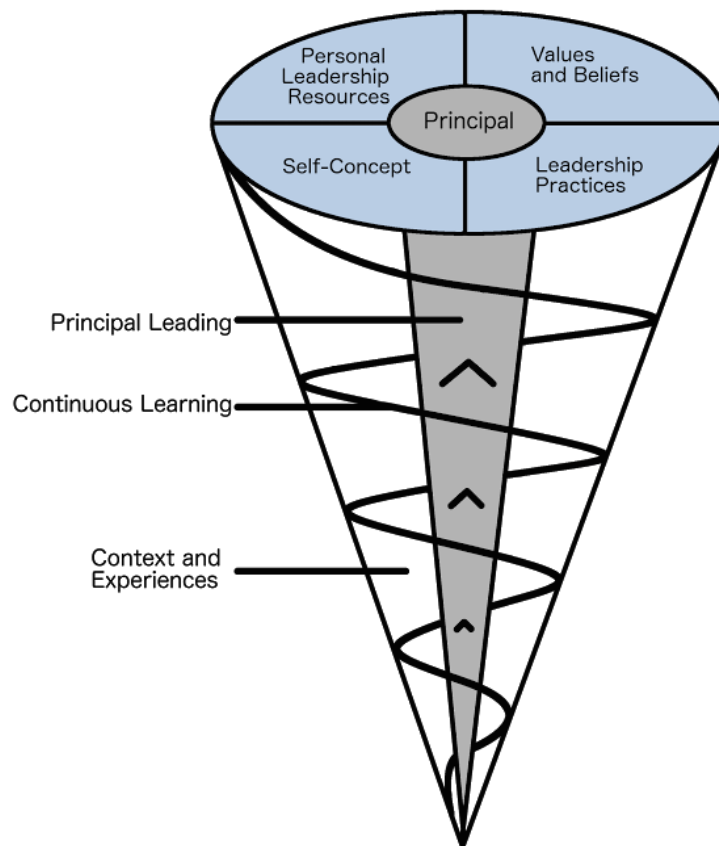 Personal
Leadership
Resources
Values
and Beliefs
Principal
Self-Concept
Leadership
Practices
Principal Leading
Continuous Learning
Context and
Experiences